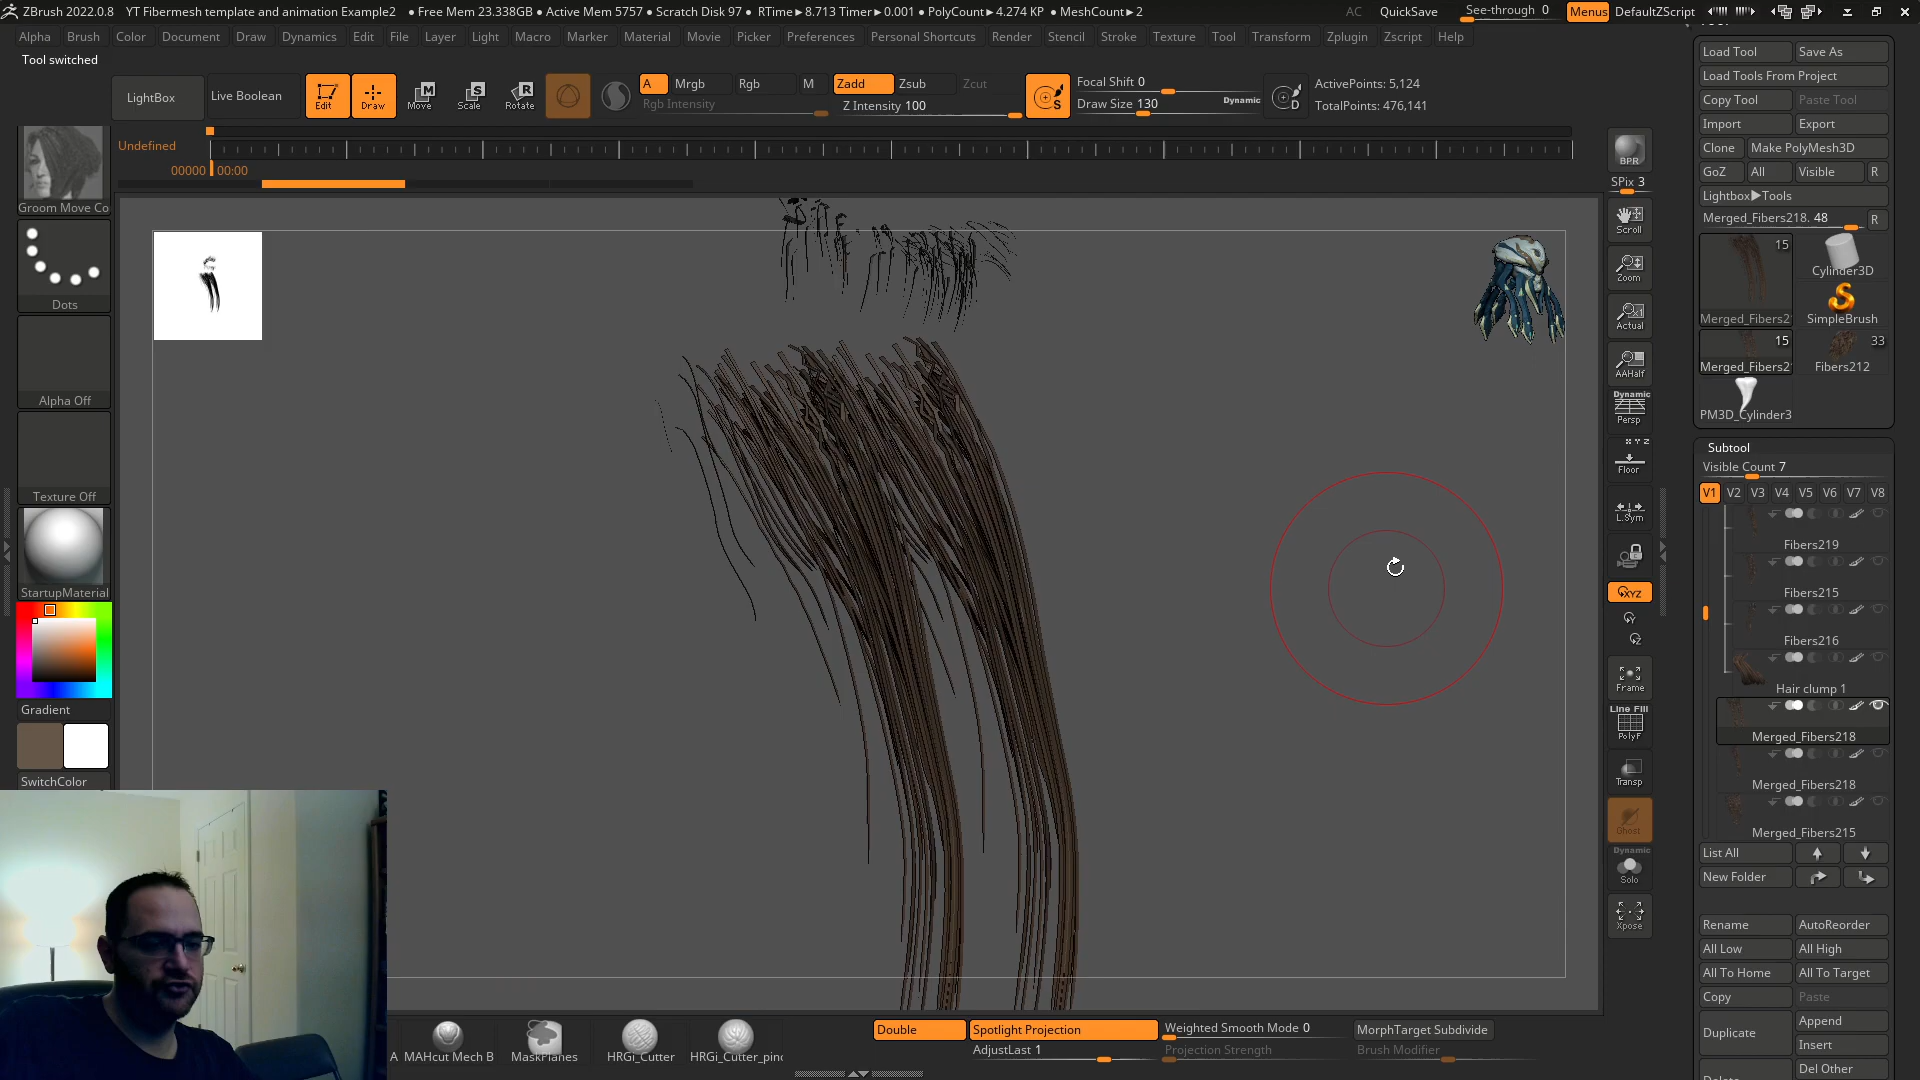 ZBrush 2022.0.8 YT Fibermesh template and animation Example2 ● Free Mem 23.338GB ● Active Mem 5757 ● Scratch Disk 97 ● RTime►8.713 Timer►0.001 ● PolyCount►4.274 KP ● MeshCount►2 AC QuickSave See-through 0 Menus DefaultZScript
Alpha Brush Color Document Draw Dynamics Edit File Layer Light Macro Marker Material Movie Picker Preferences Personal Shortcuts Render Stencil Stroke Texture Tool Transform Zplugin Zscript Help
Tool switched
LightBox Live Boolean Edit Draw Move Scale Rotate
A Mrgb Rgb M Zadd Zsub Zcut
Rgb Intensity Z Intensity 100
Focal Shift 0
Draw Size 130 Dynamic
ActivePoints: 5,124
TotalPoints: 476,141
Undefined
00000 00:00
Groom Move Co
Dots
Alpha Off
Texture Off
StartupMaterial
Gradient
SwitchColor
BPR
SPix 3
Scroll
Zoom
Actual
AAHalf
Dynamic
Persp
X Y Z
Floor
L.Sym
XYZ
Y
Z
Frame
Line Fill
PolyF
Transp
Ghost
Dynamic
Solo
Xpose
Load Tool Save As
Load Tools From Project
Copy Tool Paste Tool
Import Export
Clone Make PolyMesh3D
GoZ All Visible R
Lightbox►Tools
Merged_Fibers218. 48 R
15
Cylinder3D
Merged_Fibers2 SimpleBrush
15 33
Merged_Fibers2 Fibers212
PM3D_Cylinder3
Subtool
Visible Count 7
V1 V2 V3 V4 V5 V6 V7 V8
Fibers219
Fibers215
Fibers216
Hair clump 1
Merged_Fibers218
Merged_Fibers218
Merged_Fibers215
List All
New Folder
Rename AutoReorder
All Low All High
All To Home All To Target
Copy Paste
Duplicate Append
Insert
Del Other
A MAHcut Mech B MaskPlanes HRGi_Cutter HRGi_Cutter_pinc
Double Spotlight Projection Weighted Smooth Mode 0 MorphTarget Subdivide
AdjustLast 1 Projection Strength Brush Modifier